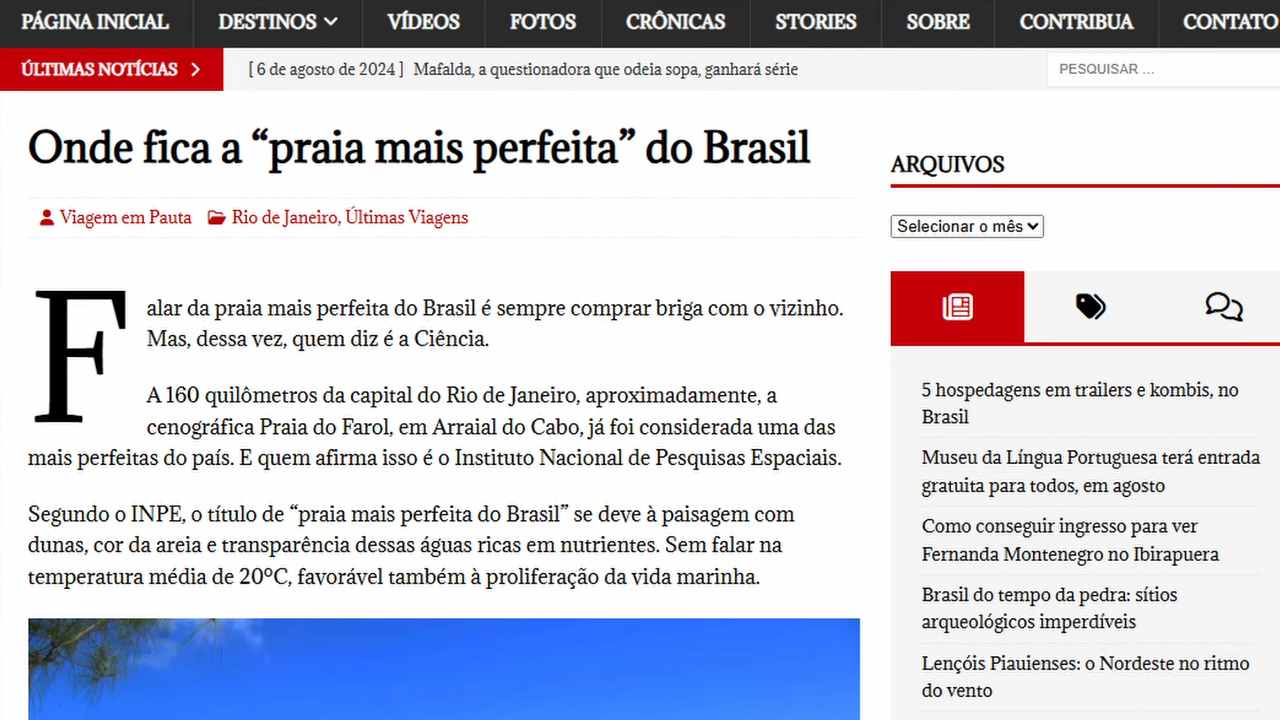 PÁGINA INICIAL DESTINOS VÍDEOS FOTOS CRÔNICAS STORIES SOBRE CONTRIBUA CONTATO
ÚLTIMAS NOTÍCIAS [ 6 de agosto de 2024 ] Mafalda, a questionadora que odeia sopa, ganhará série PESQUISAR ...
Onde fica a “praia mais perfeita” do Brasil
Viagem em Pauta Rio de Janeiro, Últimas Viagens
Falar da praia mais perfeita do Brasil é sempre comprar briga com o vizinho.
Mas, dessa vez, quem diz é a Ciência.
A 160 quilômetros da capital do Rio de Janeiro, aproximadamente, a
cenográfica Praia do Farol, em Arraial do Cabo, já foi considerada uma das
mais perfeitas do país. E quem afirma isso é o Instituto Nacional de Pesquisas Espaciais.
Segundo o INPE, o título de “praia mais perfeita do Brasil” se deve à paisagem com
dunas, cor da areia e transparência dessas águas ricas em nutrientes. Sem falar na
temperatura média de 20ºC, favorável também à proliferação da vida marinha.
ARQUIVOS
Selecionar o mês
5 hospedagens em trailers e kombis, no
Brasil
Museu da Língua Portuguesa terá entrada
gratuita para todos, em agosto
Como conseguir ingresso para ver
Fernanda Montenegro no Ibirapuera
Brasil do tempo da pedra: sítios
arqueológicos imperdíveis
Lençóis Piauienses: o Nordeste no ritmo
do vento